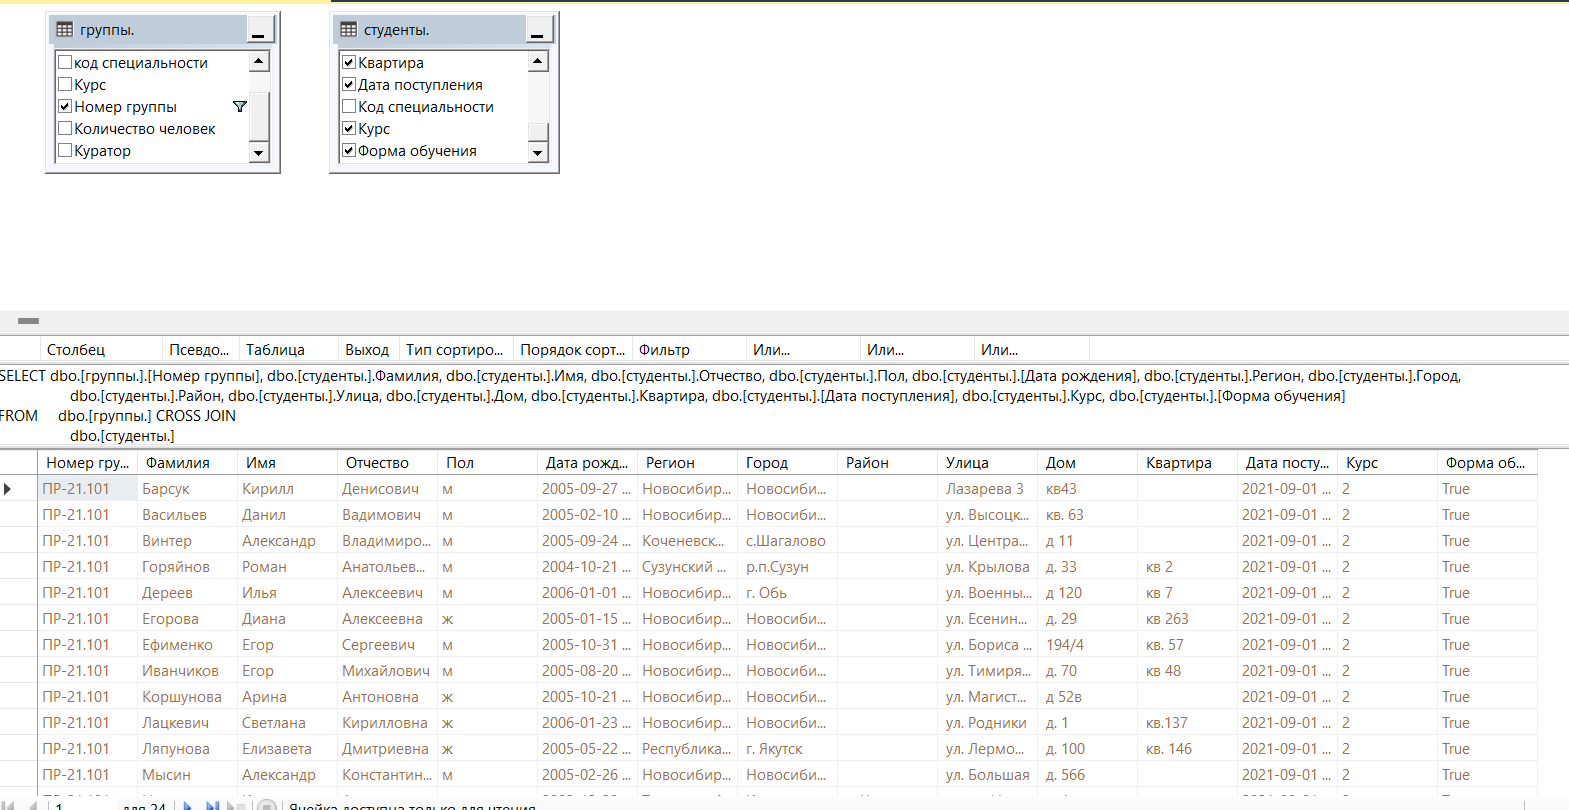 группы. студенты.
код специальности Квартира
Курс Дата поступления
Номер группы Код специальности
Количество человек Курс
Куратор Форма обучения
Столбец Псевдо... Таблица Выход Тип сортиро... Порядок сорт... Фильтр Или... Или... Или...
SELECT dbo.[группы.].[Номер группы], dbo.[студенты.].Фамилия, dbo.[студенты.].Имя, dbo.[студенты.].Отчество, dbo.[студенты.].Пол, dbo.[студенты.].[Дата рождения], dbo.[студенты.].Регион, dbo.[студенты.].Город,
dbo.[студенты.].Район, dbo.[студенты.].Улица, dbo.[студенты.].Дом, dbo.[студенты.].Квартира, dbo.[студенты.].[Дата поступления], dbo.[студенты.].Курс, dbo.[студенты.].[Форма обучения]
FROM dbo.[группы.] CROSS JOIN
dbo.[студенты.]
Номер гру... Фамилия Имя Отчество Пол Дата рожд... Регион Город Район Улица Дом Квартира Дата посту... Курс Форма об...
ПР-21.101 Барсук Кирилл Денисович м 2005-09-27 ... Новосибир... Новосиби... Лазарева 3 кв43 2021-09-01 ... 2 True
ПР-21.101 Васильев Данил Вадимович м 2005-02-10 ... Новосибир... Новосиби... ул. Высоцк... кв. 63 2021-09-01 ... 2 True
ПР-21.101 Винтер Александр Владимиро... м 2005-09-24 ... Коченевск... с.Шагалово ул. Центра... д 11 2021-09-01 ... 2 True
ПР-21.101 Горяйнов Роман Анатольев... м 2004-10-21 ... Сузунский ... р.п.Сузун ул. Крылова д. 33 кв 2 2021-09-01 ... 2 True
ПР-21.101 Дереев Илья Алексеевич м 2006-01-01 ... Новосибир... г. Обь ул. Военны... д 120 кв 7 2021-09-01 ... 2 True
ПР-21.101 Егорова Диана Алексеевна ж 2005-01-15 ... Новосибир... Новосиби... ул. Есенин... д. 29 кв 263 2021-09-01 ... 2 True
ПР-21.101 Ефименко Егор Сергеевич м 2005-10-31 ... Новосибир... Новосиби... ул. Бориса ... 194/4 кв. 57 2021-09-01 ... 2 True
ПР-21.101 Иванчиков Егор Михайлович м 2005-08-20 ... Новосибир... Новосиби... ул. Тимиря... д. 70 кв 48 2021-09-01 ... 2 True
ПР-21.101 Коршунова Арина Антоновна ж 2005-10-21 ... Новосибир... Новосиби... ул. Магист... д 52в 2021-09-01 ... 2 True
ПР-21.101 Лацкевич Светлана Кирилловна ж 2006-01-23 ... Новосибир... Новосиби... ул. Родники д. 1 кв.137 2021-09-01 ... 2 True
ПР-21.101 Ляпунова Елизавета Дмитриевна ж 2005-05-22 ... Республика... г. Якутск ул. Лермо... д. 100 кв. 146 2021-09-01 ... 2 True
ПР-21.101 Мысин Александр Константин... м 2005-02-26 ... Новосибир... Новосиби... ул. Большая д. 566 2021-09-01 ... 2 True
1 для 24 Ячейка доступна только для чтения